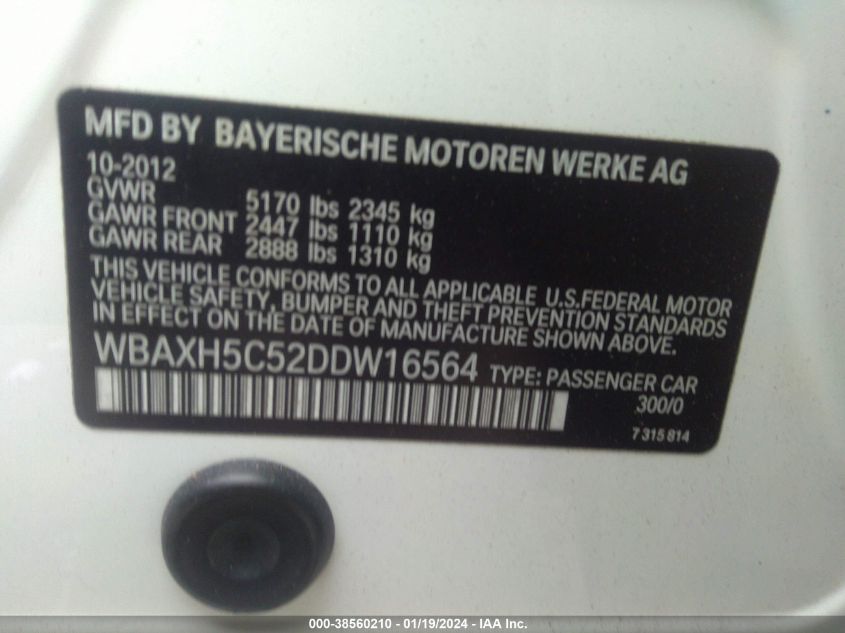 MFD BY BAYERISCHE MOTOREN WERKE AG
10-2012
GVWR 5170 lbs 2345 kg
GAWR FRONT 2447 lbs 1110 kg
GAWR REAR 2888 lbs 1310 kg
THIS VEHICLE CONFORMS TO ALL APPLICABLE U.S.FEDERAL MOTOR
VEHICLE SAFETY, BUMPER AND THEFT PREVENTION STANDARDS
IN EFFECT ON THE DATE OF MANUFACTURE SHOWN ABOVE.
WBAXH5C52DDW16564 TYPE: PASSENGER CAR
300/0
7 315 814
000-38560210 - 01/19/2024 - IAA Inc.